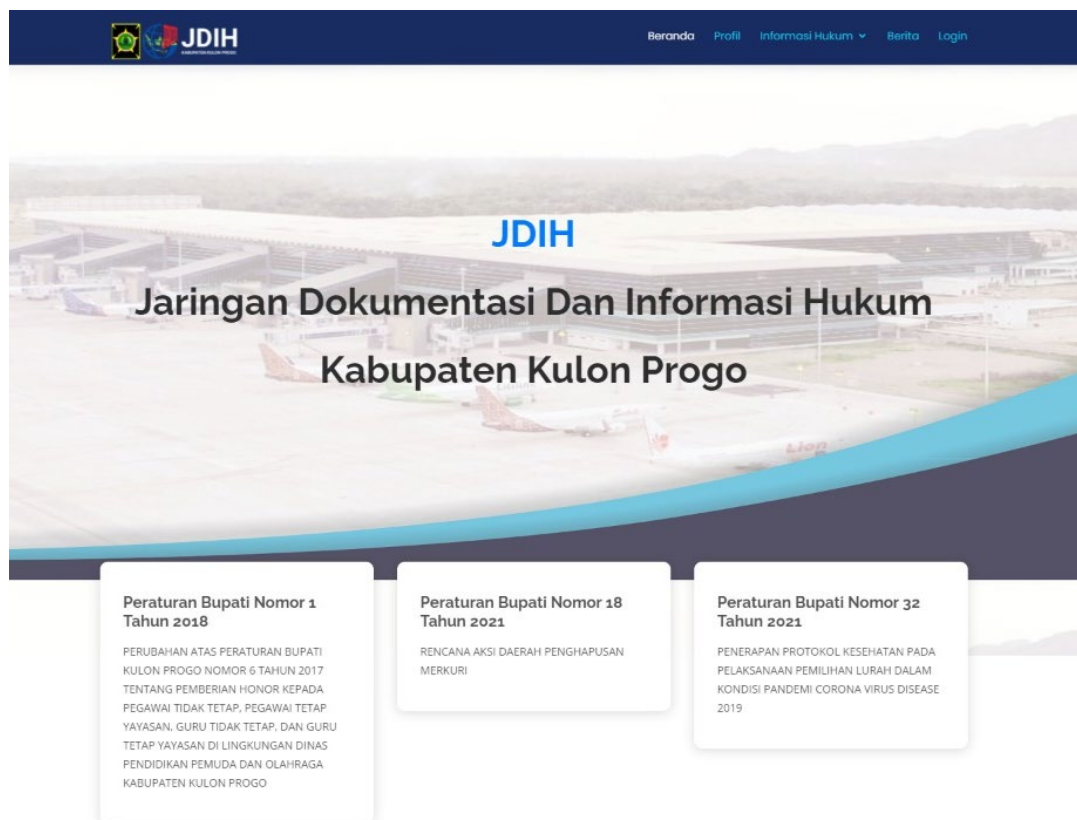 JDIH
KABUPATEN KULON PROGO
Beranda Profil Informasi Hukum Berita Login
JDIH
Jaringan Dokumentasi Dan Informasi Hukum
Kabupaten Kulon Progo
Lion
Peraturan Bupati Nomor 1
Tahun 2018
PERUBAHAN ATAS PERATURAN BUPATI
KULON PROGO NOMOR 6 TAHUN 2017
TENTANG PEMBERIAN HONOR KEPADA
PEGAWAI TIDAK TETAP, PEGAWAI TETAP
YAYASAN, GURU TIDAK TETAP, DAN GURU
TETAP YAYASAN DI LINGKUNGAN DINAS
PENDIDIKAN PEMUDA DAN OLAHRAGA
KABUPATEN KULON PROGO
Peraturan Bupati Nomor 18
Tahun 2021
RENCANA AKSI DAERAH PENGHAPUSAN
MERKURI
Peraturan Bupati Nomor 32
Tahun 2021
PENERAPAN PROTOKOL KESEHATAN PADA
PELAKSANAAN PEMILIHAN LURAH DALAM
KONDISI PANDEMI CORONA VIRUS DISEASE
2019